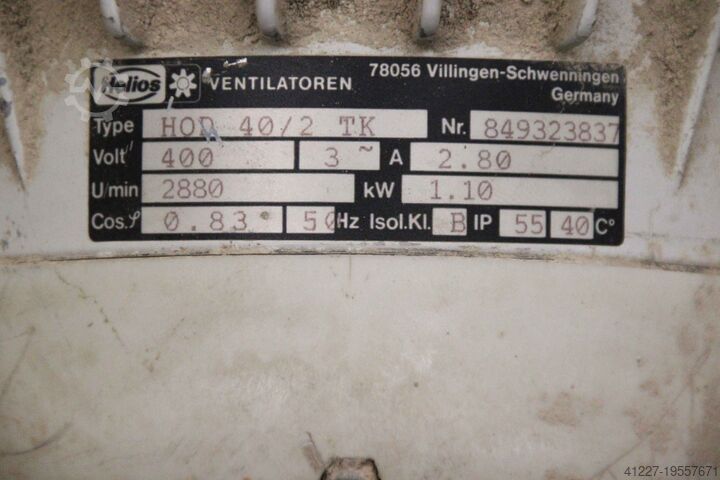 Helios VENTILATOREN 78056 Villingen-Schwenningen
Germany
Type HOD 40/2 TK Nr. 849323837
Volt 400 3~ A 2.80
U/min 2880 kW 1.10
Cos.φ 0.83 50 Hz Isol.Kl. B IP 55 40 C°
41227-19557671